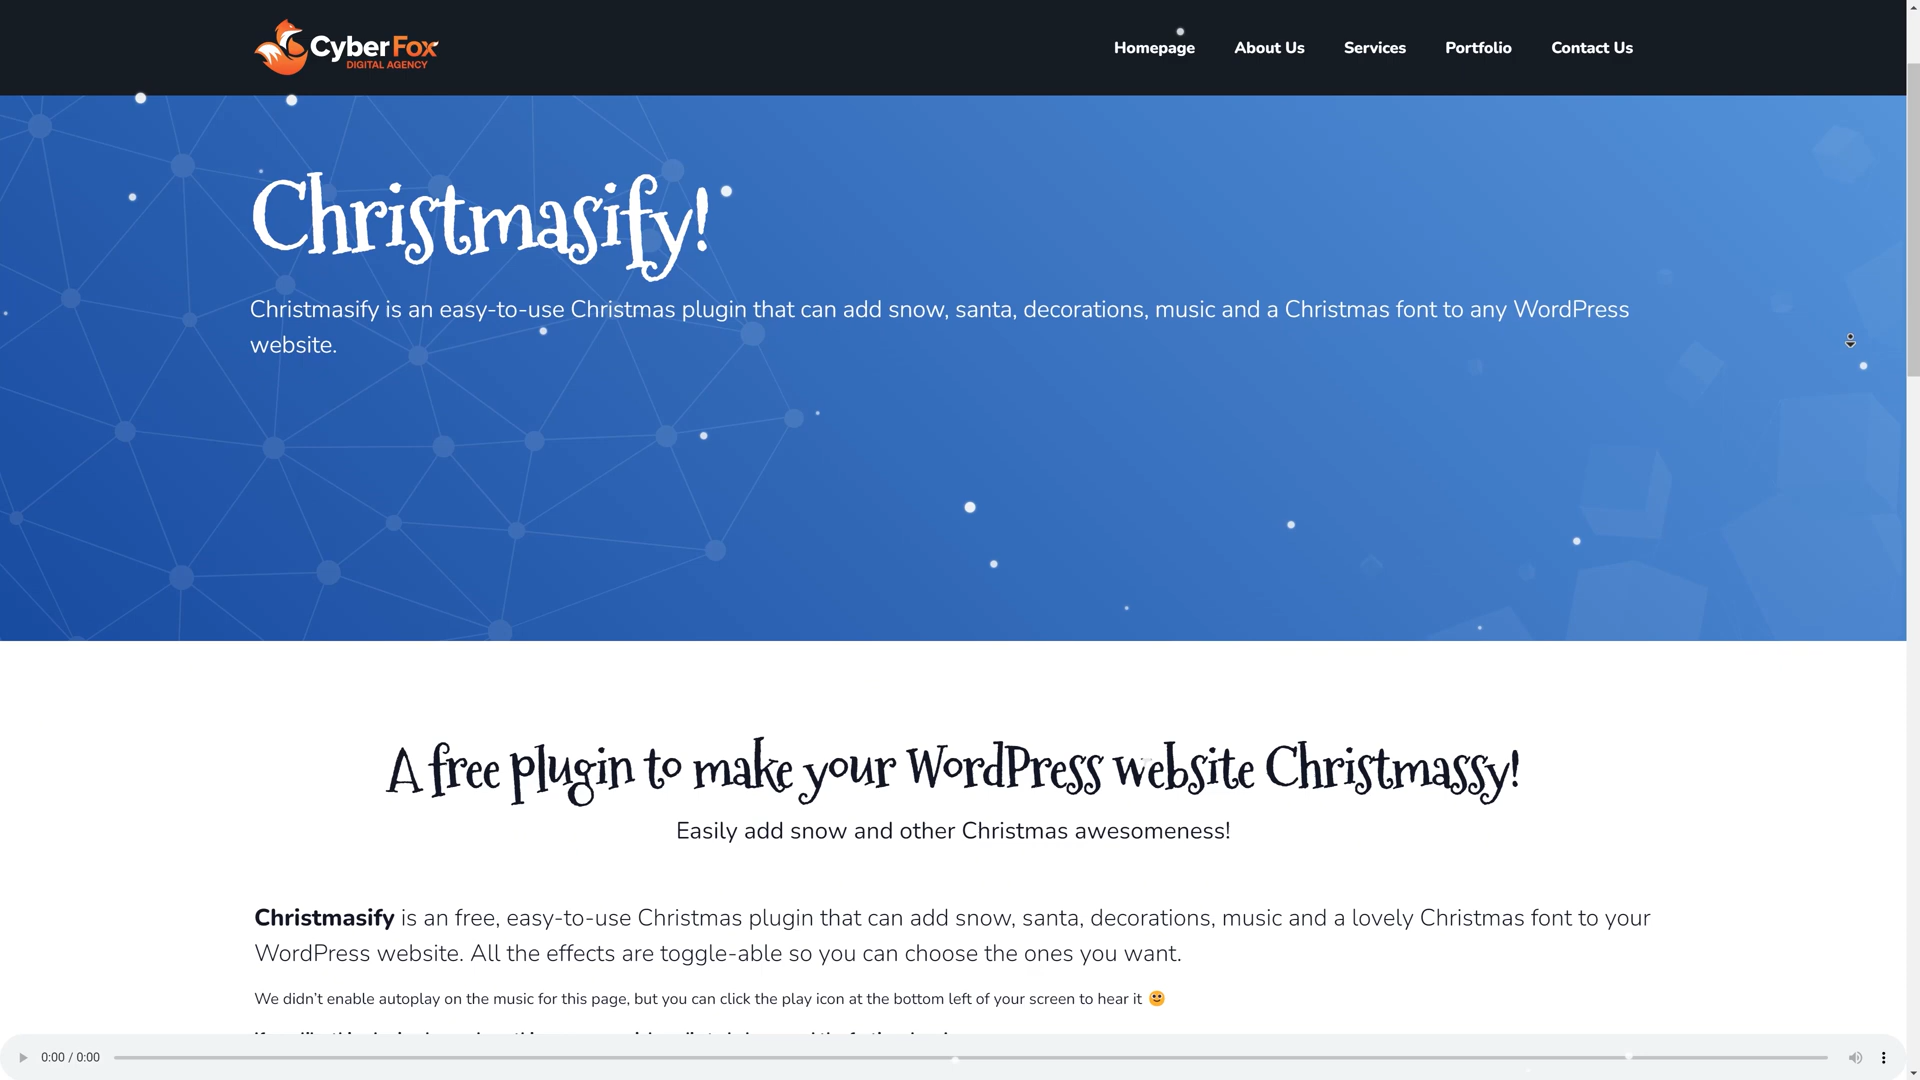 CyberFox
DIGITAL AGENCY
Homepage About Us Services Portfolio Contact Us
Christmasify!
Christmasify is an easy-to-use Christmas plugin that can add snow, santa, decorations, music and a Christmas font to any WordPress
website.
A free plugin to make your WordPress website Christmassy!
Easily add snow and other Christmas awesomeness!
Christmasify is an free, easy-to-use Christmas plugin that can add snow, santa, decorations, music and a lovely Christmas font to your
WordPress website. All the effects are toggle-able so you can choose the ones you want.
We didn’t enable autoplay on the music for this page, but you can click the play icon at the bottom left of your screen to hear it 🙂
0:00 / 0:00